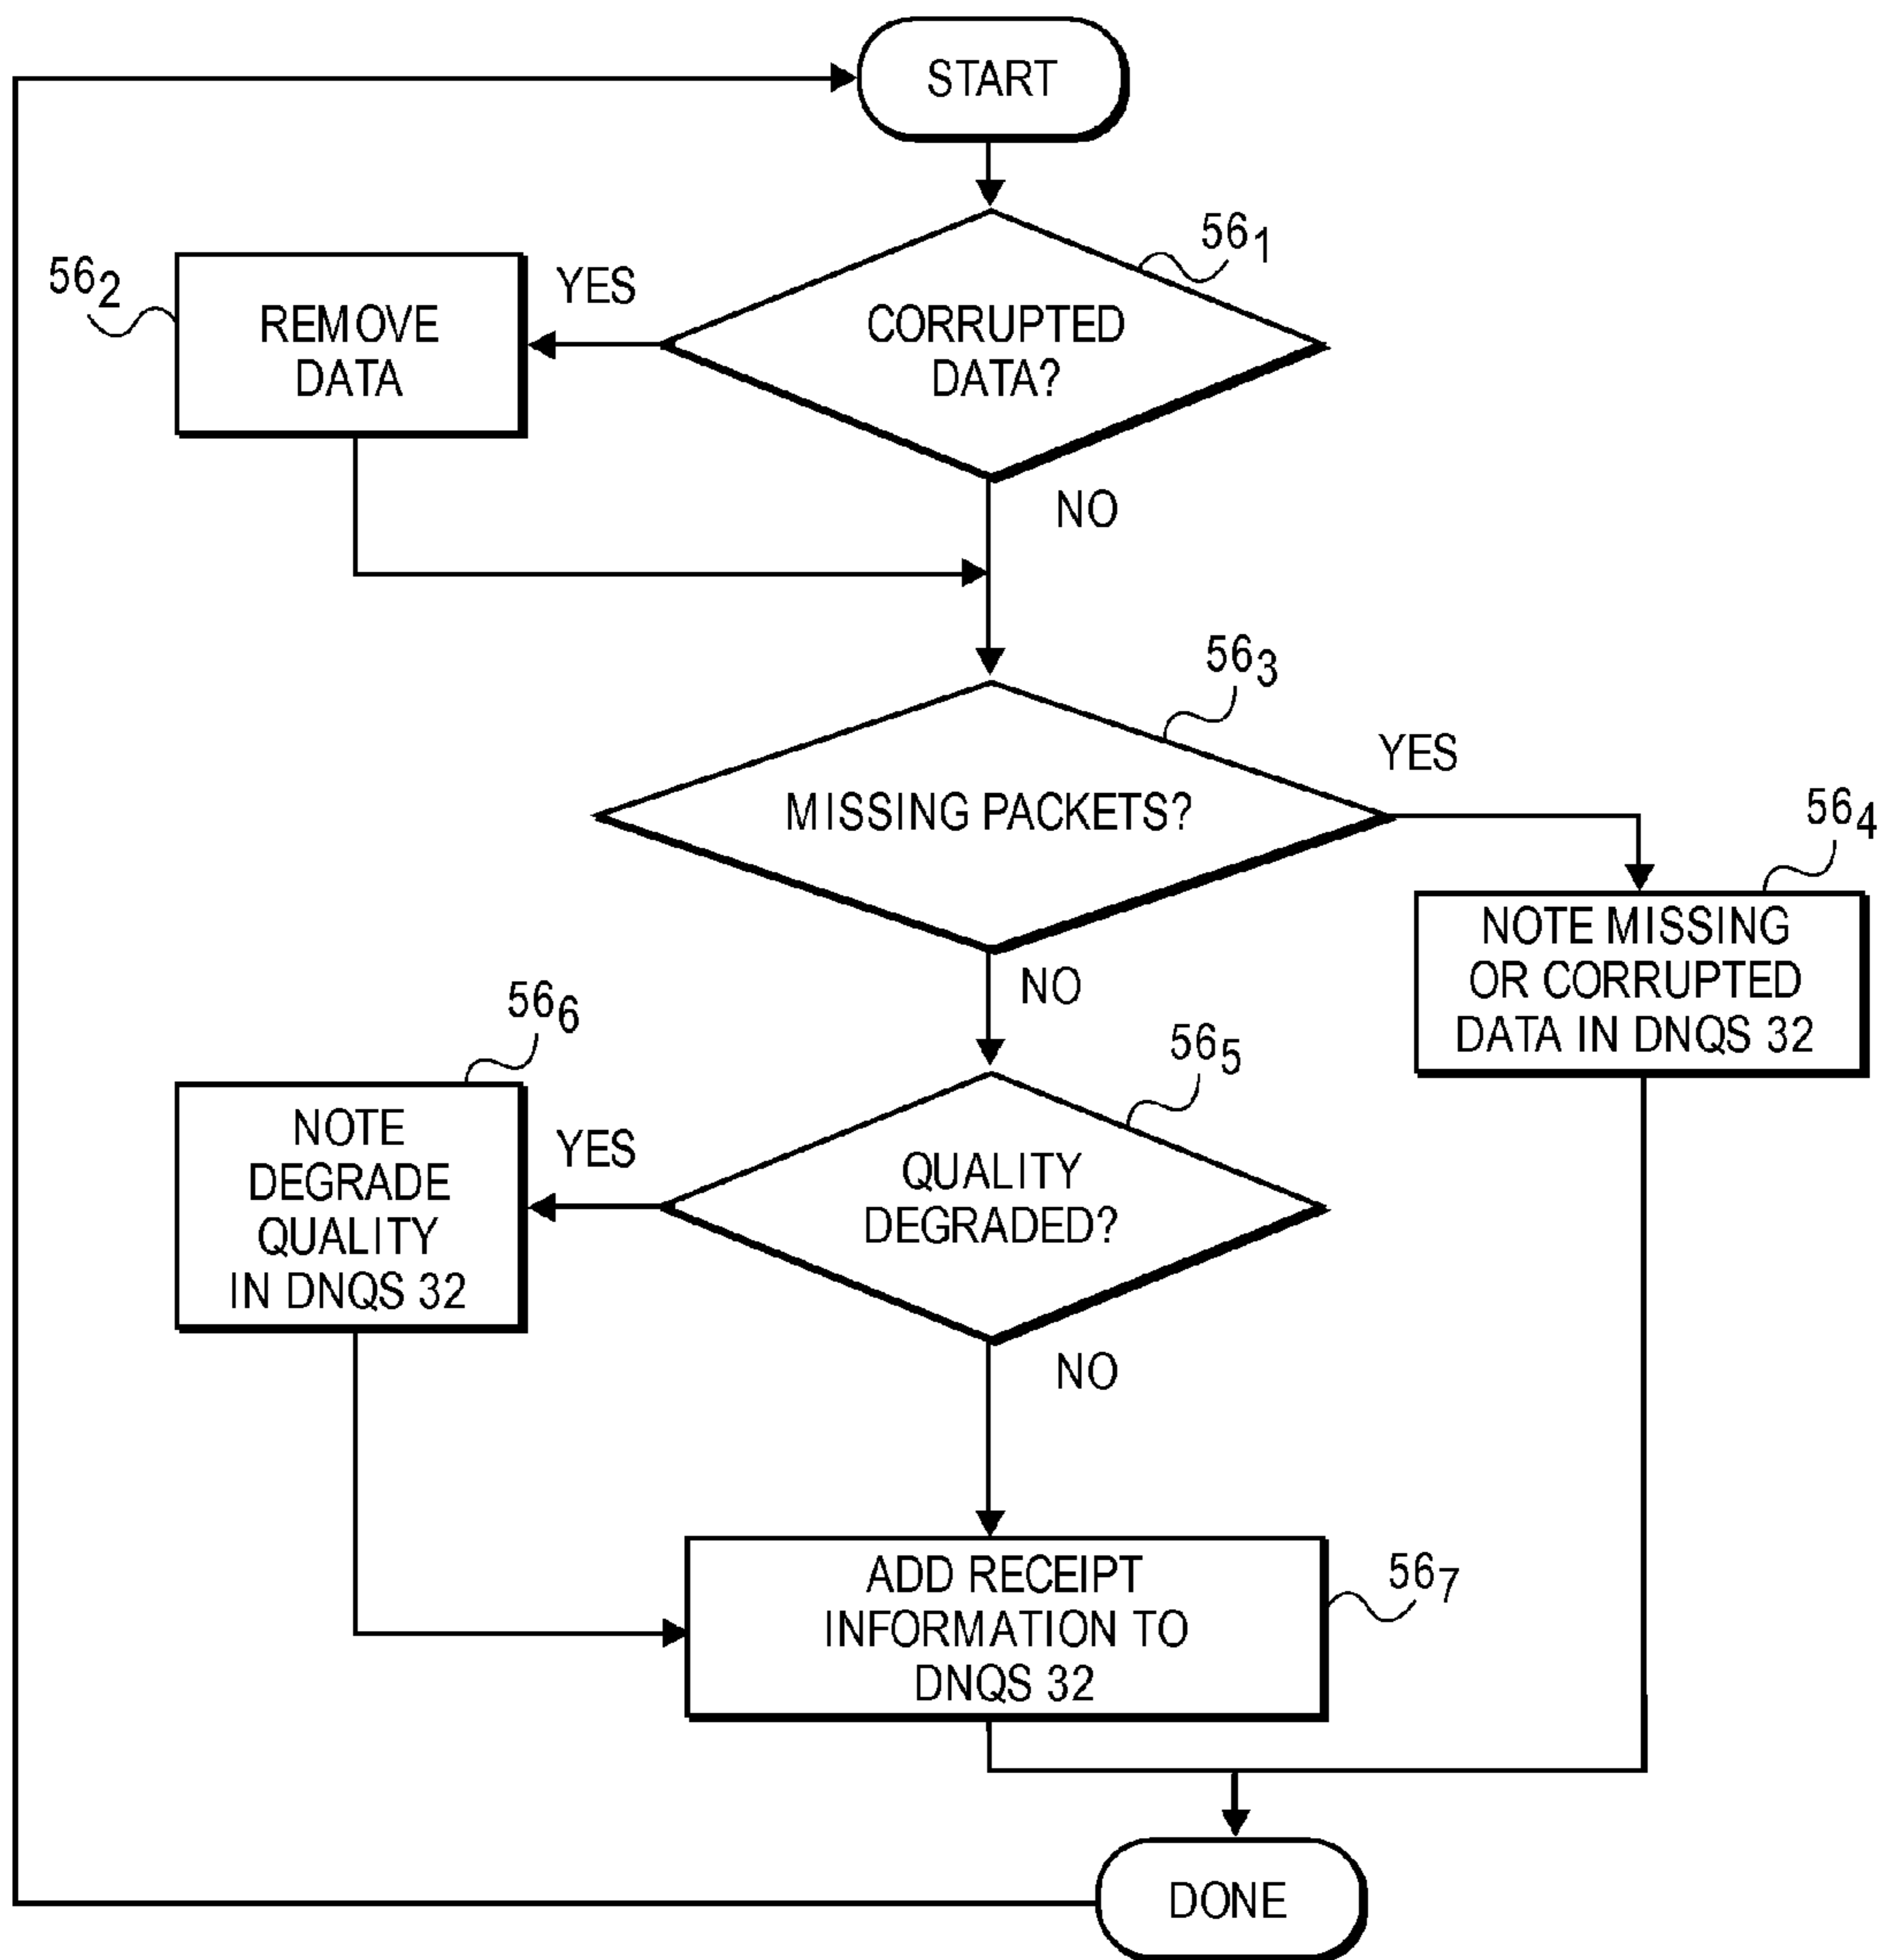 START
56₁
56₂
YES
REMOVE
DATA
CORRUPTED
DATA?
NO
56₃
MISSING PACKETS?
YES
56₄
NOTE MISSING
OR CORRUPTED
DATA IN DNQS 32
NO
56₆
56₅
NOTE
DEGRADE
QUALITY
IN DNQS 32
YES
QUALITY
DEGRADED?
NO
ADD RECEIPT
INFORMATION TO
DNQS 32
56₇
DONE